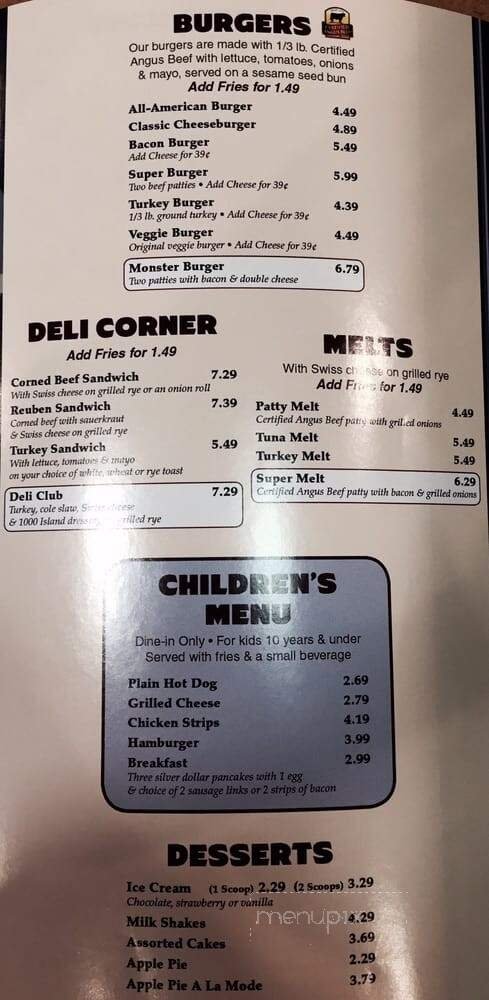 BURGERS
Our burgers are made with 1/3 lb. Certified
Angus Beef with lettuce, tomatoes, onions
& mayo, served on a sesame seed bun
Add Fries for 1.49
All-American Burger 4.49
Classic Cheeseburger 4.89
Bacon Burger 5.49
Add Cheese for 39¢
Super Burger 5.99
Two beef patties • Add Cheese for 39¢
Turkey Burger 4.39
1/3 lb. ground turkey • Add Cheese for 39¢
Veggie Burger 4.49
Original veggie burger • Add Cheese for 39¢
Monster Burger 6.79
Two patties with bacon & double cheese
DELI CORNER
Add Fries for 1.49
Corned Beef Sandwich 7.29
With Swiss cheese on grilled rye or an onion roll
Reuben Sandwich 7.39
Corned beef with sauerkraut
& Swiss cheese on grilled rye
Turkey Sandwich 5.49
With lettuce, tomatoes & mayo
on your choice of white, wheat or rye toast
Deli Club 7.29
Turkey, cole slaw, Swiss cheese
& 1000 Island dressing grilled rye
MELTS
With Swiss cheese on grilled rye
Add Fries for 1.49
Patty Melt 4.49
Certified Angus Beef patty with grilled onions
Tuna Melt 5.49
Turkey Melt 5.49
Super Melt 6.29
Certified Angus Beef patty with bacon & grilled onions
CHILDREN'S
MENU
Dine-in Only • For kids 10 years & under
Served with fries & a small beverage
Plain Hot Dog 2.69
Grilled Cheese 2.79
Chicken Strips 4.19
Hamburger 3.99
Breakfast 2.99
Three silver dollar pancakes with 1 egg
& choice of 2 sausage links or 2 strips of bacon
DESSERTS
Ice Cream (1 Scoop) 2.29 (2 Scoops) 3.29
Chocolate, strawberry or vanilla
Milk Shakes 4.29
Assorted Cakes 3.69
Apple Pie 2.29
Apple Pie A La Mode 3.79